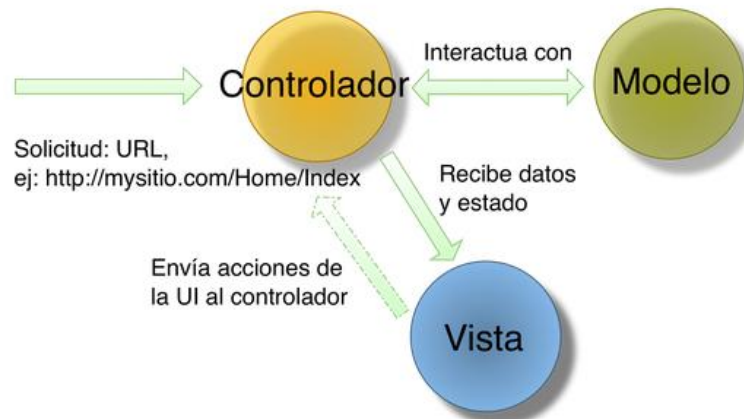 Controlador
Interactua con
Modelo
Solicitud: URL,
ej: http://mysitio.com/Home/Index
Recibe datos
y estado
Envía acciones de
la UI al controlador
Vista